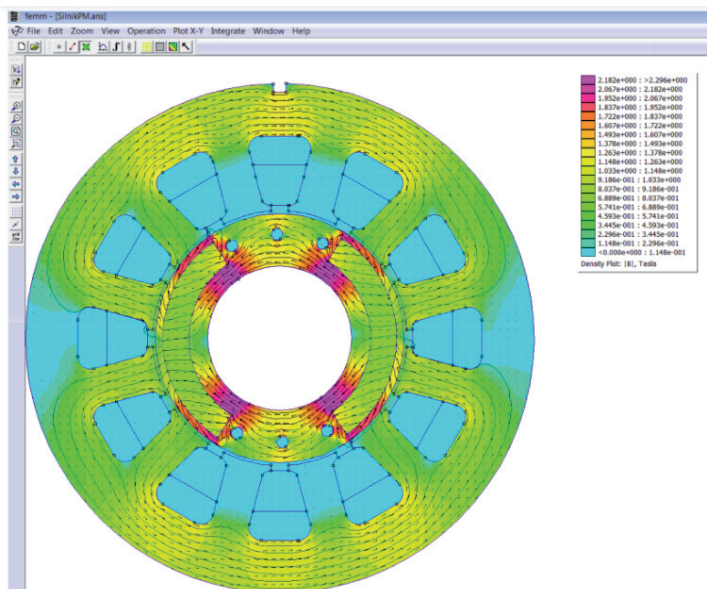 femm - [SilnikPM.ans]
File Edit Zoom View Operation Plot X-Y Integrate Window Help
2.182e+000 : >2.296e+000
2.067e+000 : 2.182e+000
1.952e+000 : 2.067e+000
1.837e+000 : 1.952e+000
1.722e+000 : 1.837e+000
1.607e+000 : 1.722e+000
1.493e+000 : 1.607e+000
1.378e+000 : 1.493e+000
1.263e+000 : 1.378e+000
1.148e+000 : 1.263e+000
1.033e+000 : 1.148e+000
9.186e-001 : 1.033e+000
8.037e-001 : 9.186e-001
6.889e-001 : 8.037e-001
5.741e-001 : 6.889e-001
4.593e-001 : 5.741e-001
3.445e-001 : 4.593e-001
2.296e-001 : 3.445e-001
1.148e-001 : 2.296e-001
<0.000e+000 : 1.148e-001
Density Plot: |B|, Tesla